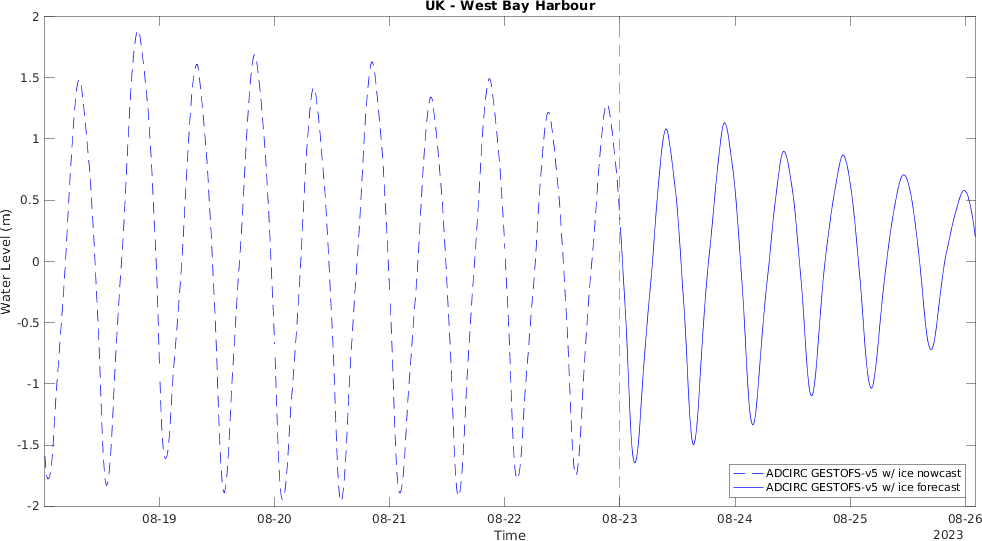 UK - West Bay Harbour
2
1.5
1
0.5
0
-0.5
-1
-1.5
-2
Water Level (m)
08-19 08-20 08-21 08-22 08-23 08-24 08-25 08-26
Time
2023
ADCIRC GESTOFS-v5 w/ ice nowcast
ADCIRC GESTOFS-v5 w/ ice forecast